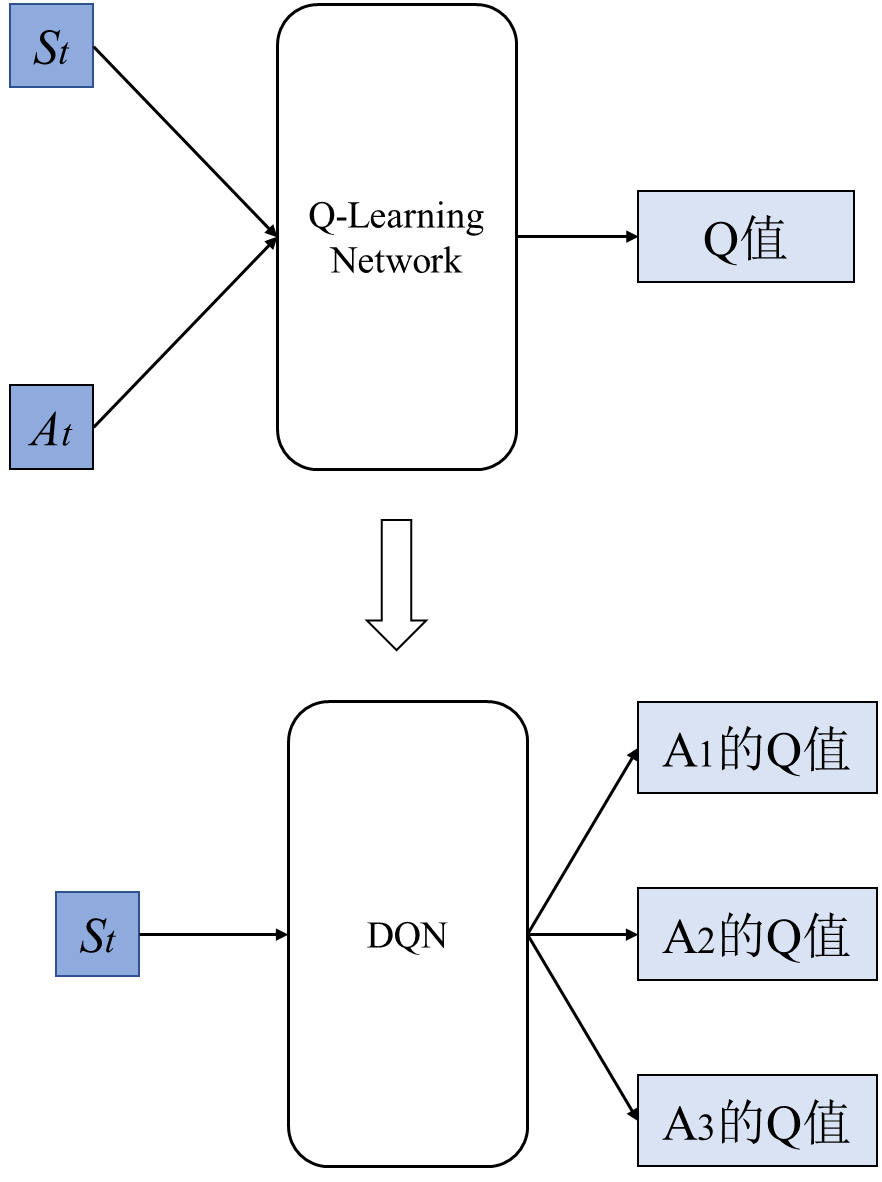 St
Q-Learning
Network
Q值
At
A1的Q值
St
DQN
A2的Q值
A3的Q值